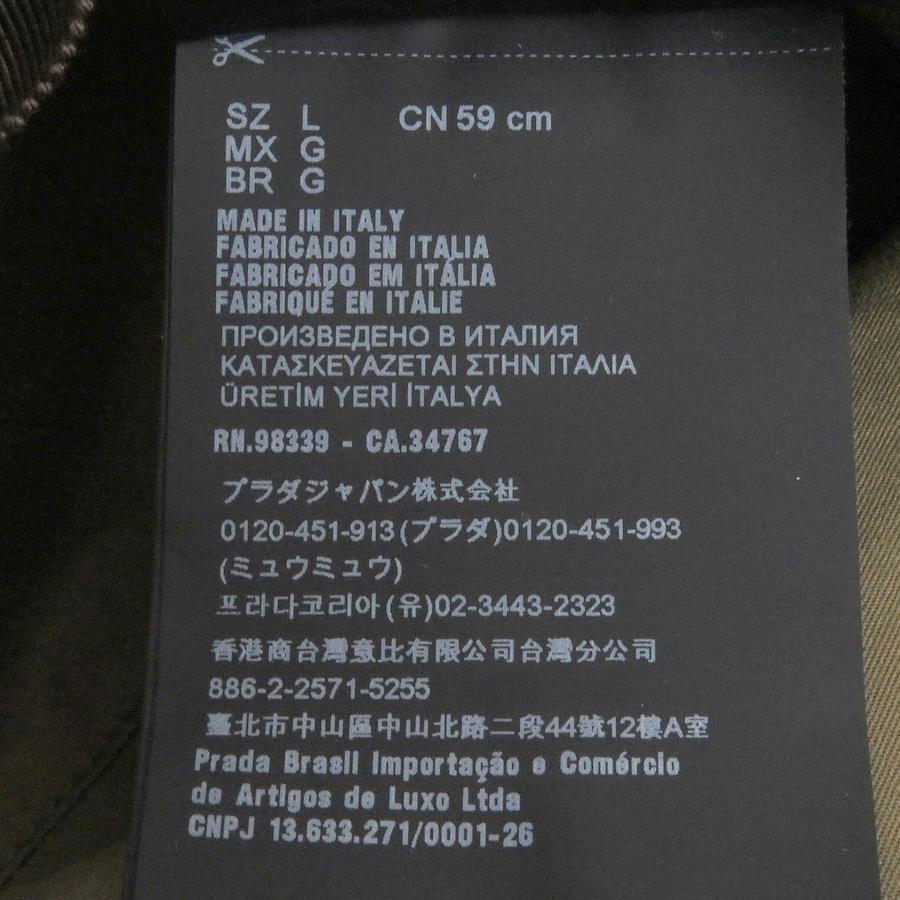 SZ L CN 59 cm
MX G
BR G
MADE IN ITALY
FABRICADO EN ITALIA
FABRICADO EM ITÁLIA
FABRIQUÉ EN ITALIE
ПРОИЗВЕДЕНО В ИТАЛИЯ
ΚΑΤΑΣΚΕΥΑΖΕΤΑΙ ΣΤΗΝ ΙΤΑΛΙΑ
ÜRETİM YERİ İTALYA
RN.98339 - CA.34767
プラダジャパン株式会社
0120-451-913(プラダ)0120-451-993
(ミュウミュウ)
프라다코리아(유)02-3443-2323
香港商台灣意比有限公司台灣分公司
886-2-2571-5255
臺北市中山區中山北路二段44號12樓A室
Prada Brasil Importação e Comércio
de Artigos de Luxo Ltda
CNPJ 13.633.271/0001-26